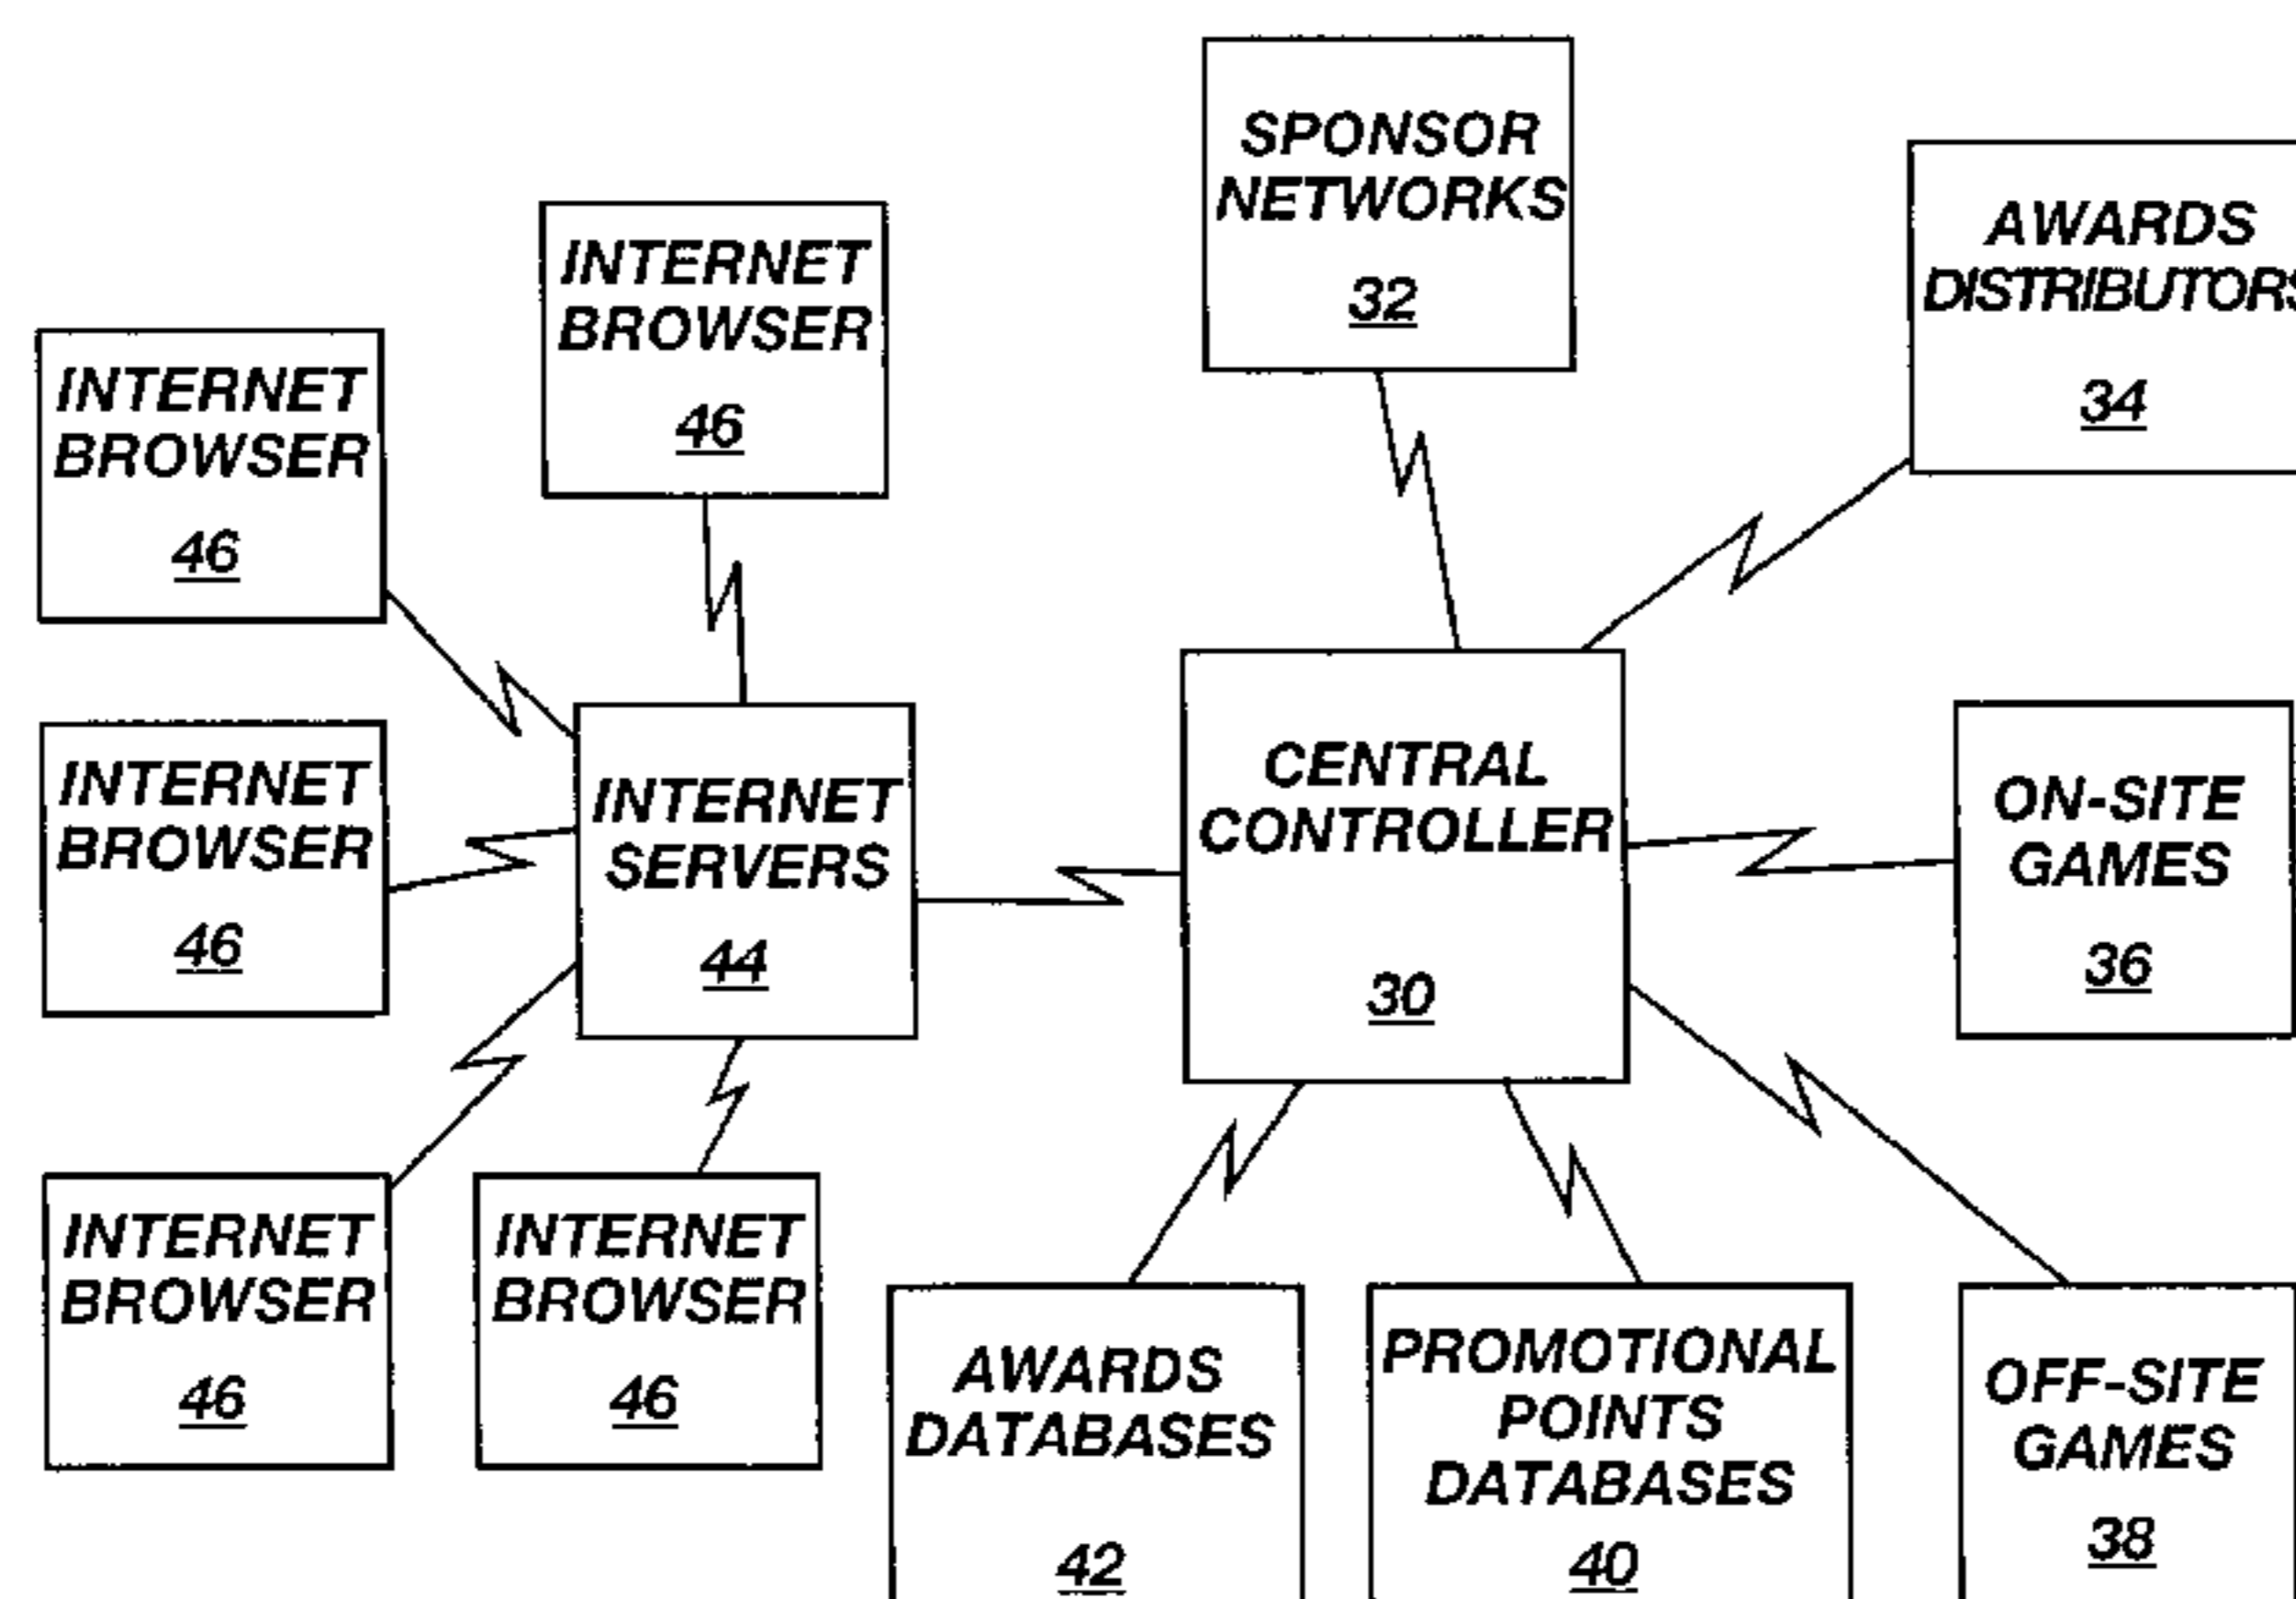 SPONSOR
NETWORKS
32
AWARDS
DISTRIBUTORS
34
INTERNET
BROWSER
46
INTERNET
BROWSER
46
INTERNET
BROWSER
46
INTERNET
SERVERS
44
CENTRAL
CONTROLLER
30
ON-SITE
GAMES
36
INTERNET
BROWSER
46
INTERNET
BROWSER
46
AWARDS
DATABASES
42
PROMOTIONAL
POINTS
DATABASES
40
OFF-SITE
GAMES
38